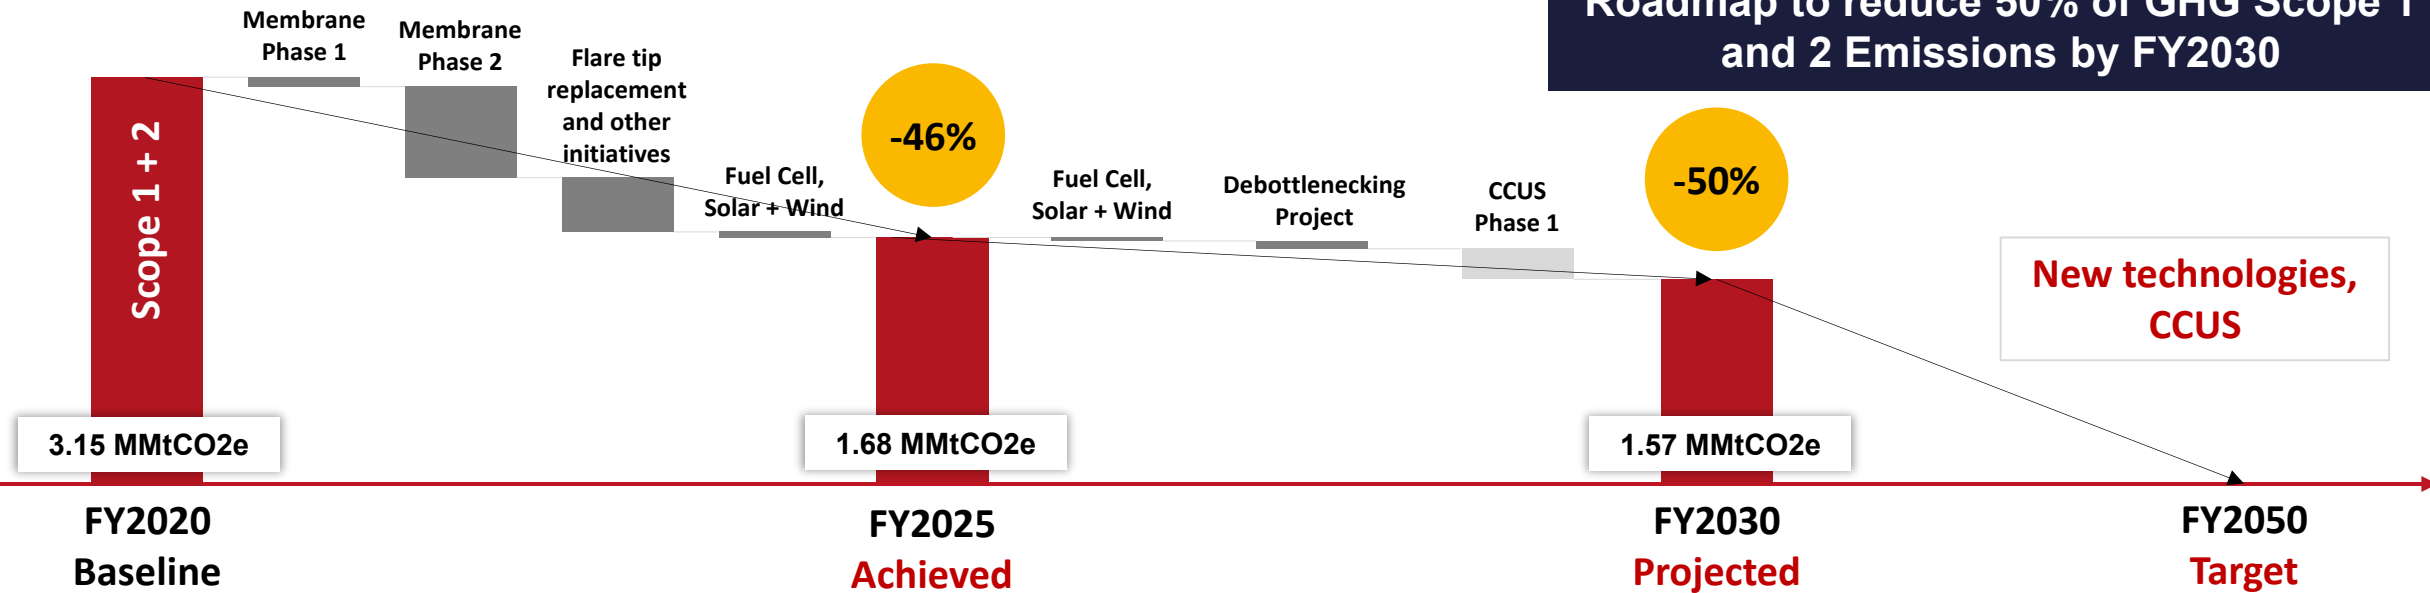 Roadmap to reduce 50% of GHG Scope 1
and 2 Emissions by FY2030
Membrane
Phase 1
Membrane
Phase 2
Flare tip
replacement
and other
initiatives
Fuel Cell,
Solar + Wind
-46%
Fuel Cell,
Solar + Wind
Debottlenecking
Project
CCUS
Phase 1
-50%
New technologies,
CCUS
Scope 1 + 2
3.15 MMtCO2e
1.68 MMtCO2e
1.57 MMtCO2e
FY2020
Baseline
FY2025
Achieved
FY2030
Projected
FY2050
Target